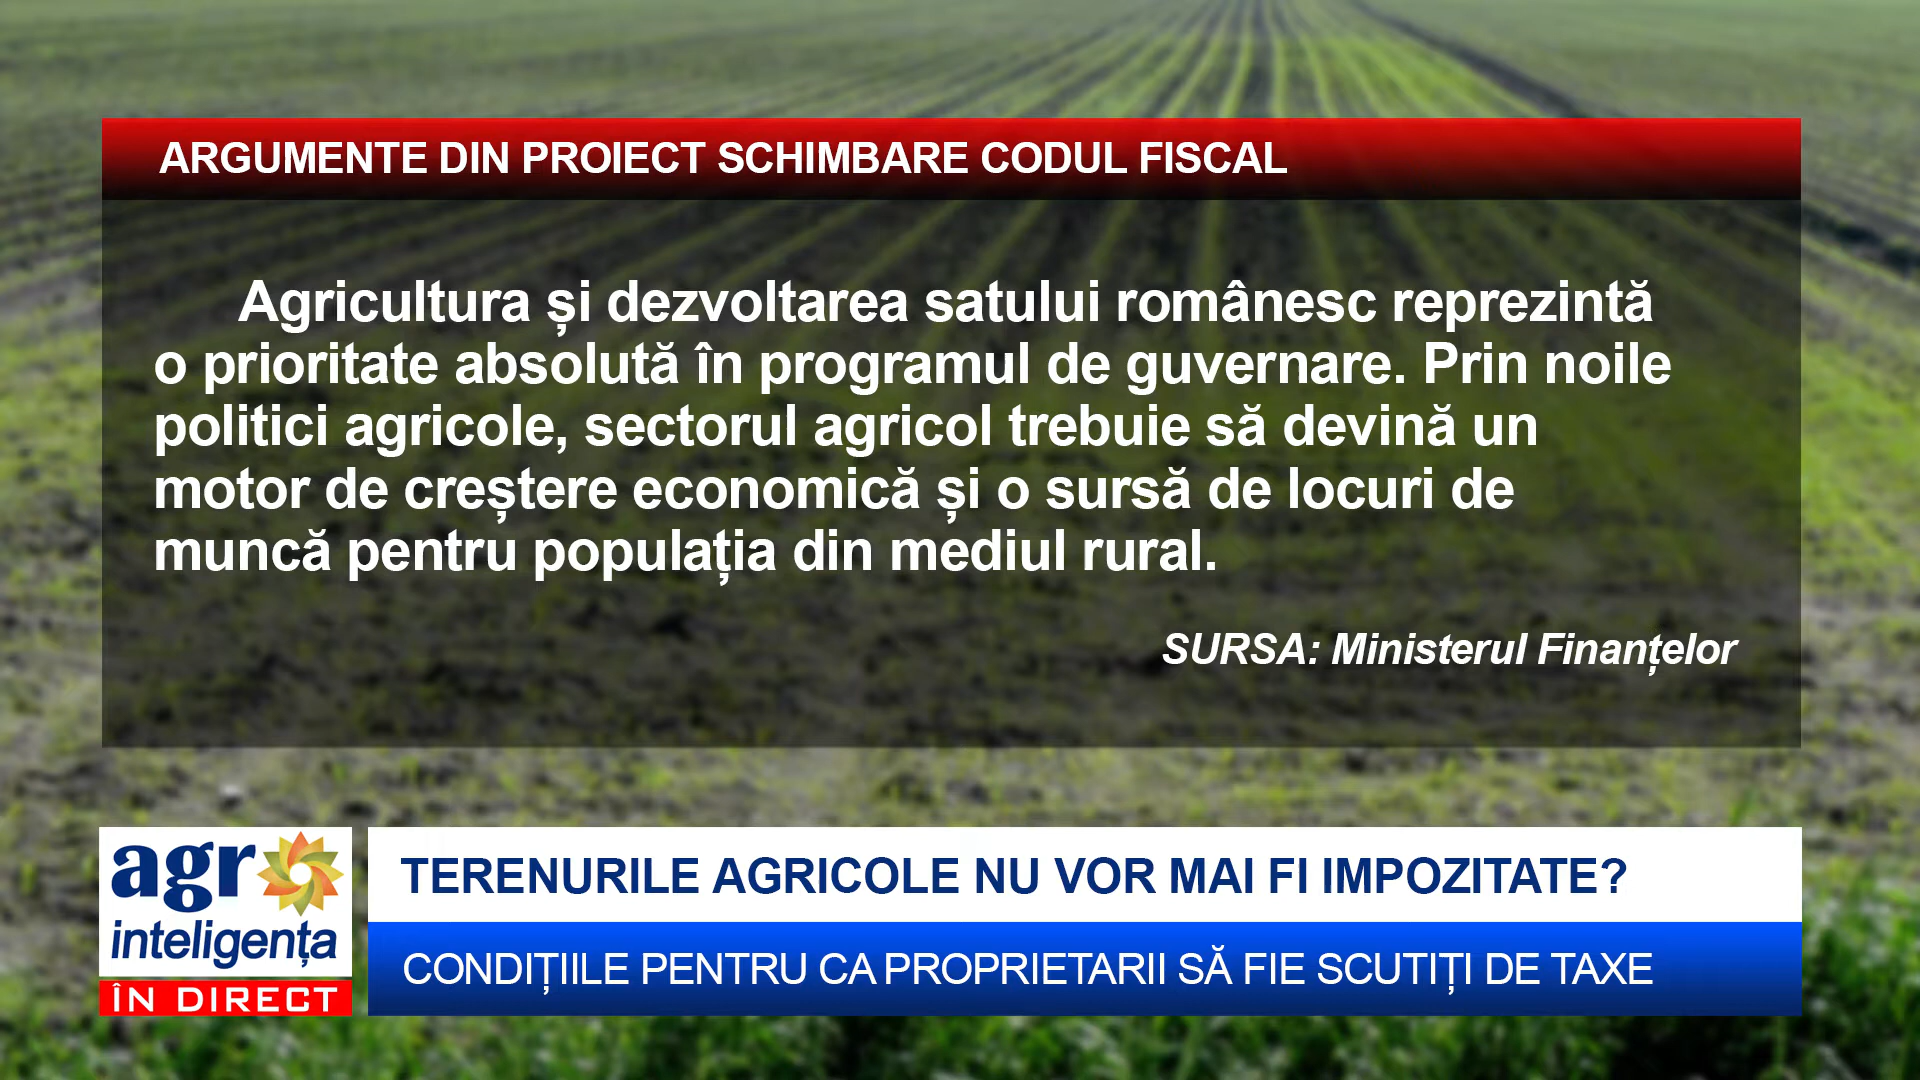 ARGUMENTE DIN PROIECT SCHIMBARE CODUL FISCAL
Agricultura și dezvoltarea satului românesc reprezintă
o prioritate absolută în programul de guvernare. Prin noile
politici agricole, sectorul agricol trebuie să devină un
motor de creștere economică și o sursă de locuri de
muncă pentru populația din mediul rural.
SURSA: Ministerul Finanțelor
agro
inteligența
ÎN DIRECT
TERENURILE AGRICOLE NU VOR MAI FI IMPOZITATE?
CONDIȚIILE PENTRU CA PROPRIETARII SĂ FIE SCUTIȚI DE TAXE